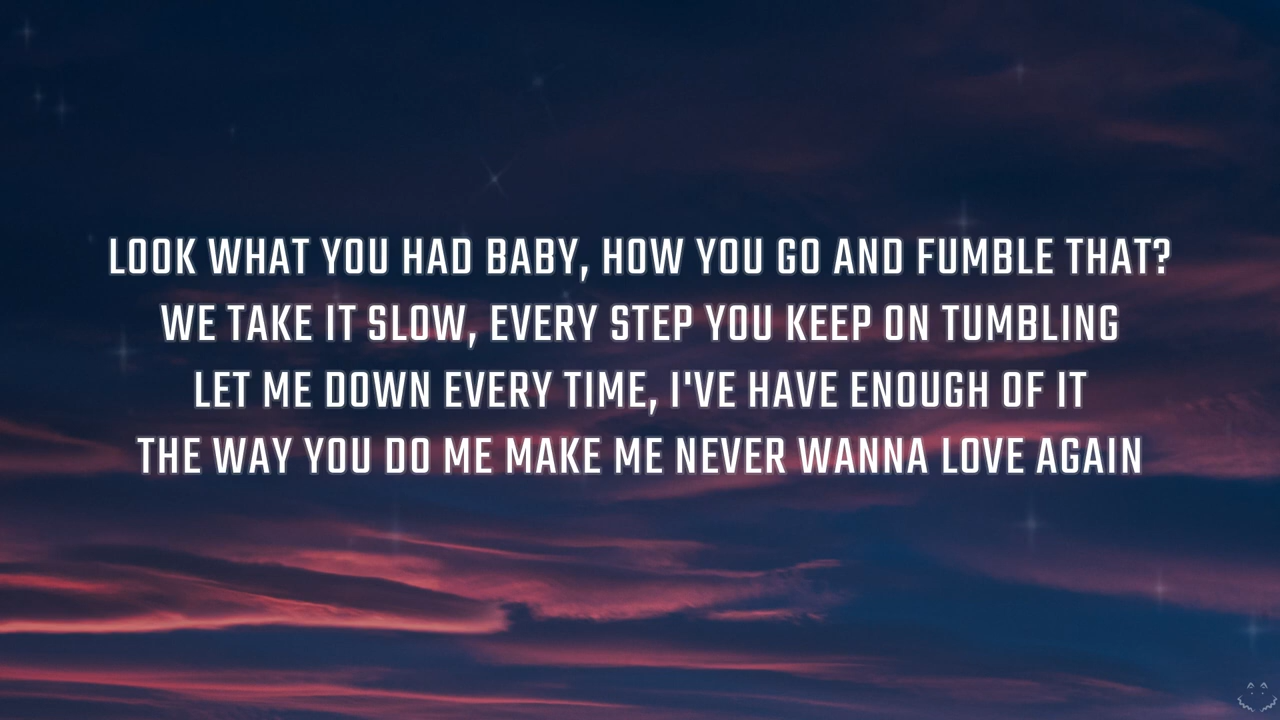 LOOK WHAT YOU HAD BABY, HOW YOU GO AND FUMBLE THAT?
WE TAKE IT SLOW, EVERY STEP YOU KEEP ON TUMBLING
LET ME DOWN EVERY TIME, I'VE HAVE ENOUGH OF IT
THE WAY YOU DO ME MAKE ME NEVER WANNA LOVE AGAIN